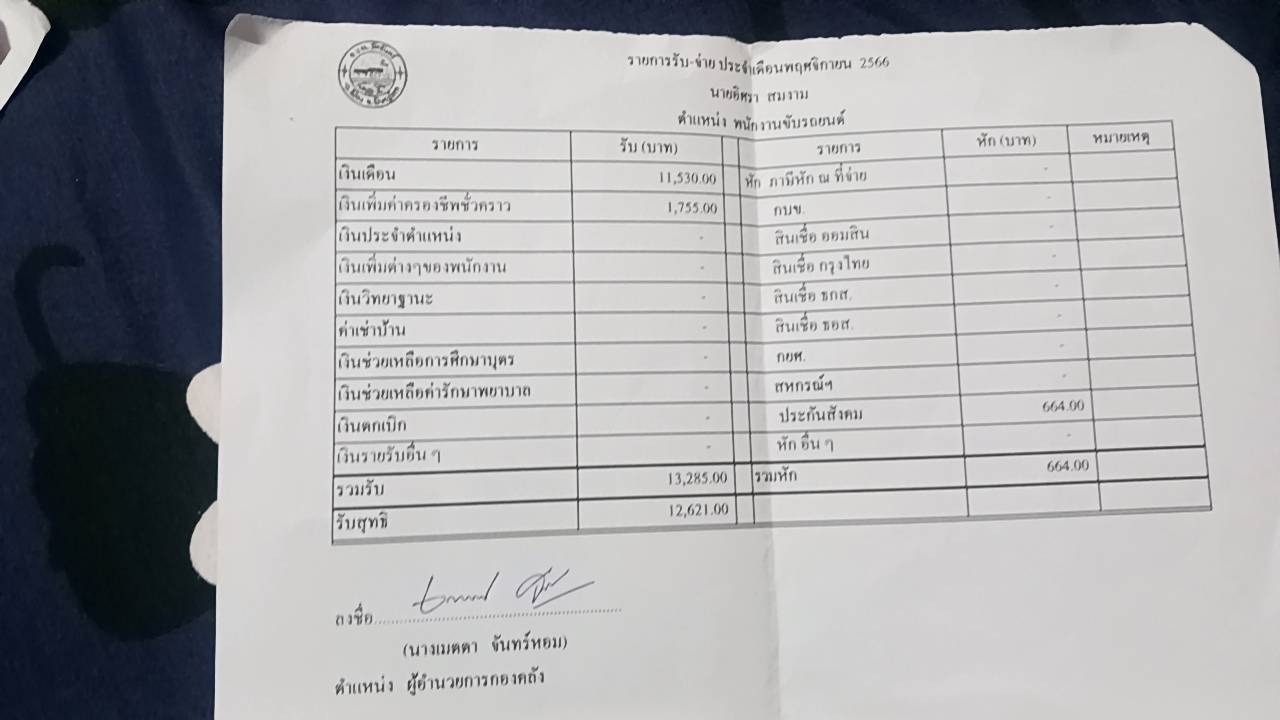 รายการรับ-จ่าย ประจำเดือนพฤศจิกายน 2566
นายอิศรา สมงาม
ตำแหน่ง พนักงานขับรถยนต์
รายการ รับ (บาท) รายการ หัก (บาท) หมายเหตุ
เงินเดือน 11,530.00 หัก ภาษีหัก ณ ที่จ่าย -
เงินเพิ่มค่าครองชีพชั่วคราว 1,755.00 กบข. -
เงินประจำตำแหน่ง - สินเชื่อ ออมสิน -
เงินเพิ่มต่างๆของพนักงาน - สินเชื่อ กรุงไทย -
เงินวิทยาฐานะ - สินเชื่อ ธกส. -
ค่าเช่าบ้าน - สินเชื่อ ธอส. -
เงินช่วยเหลือการศึกษาบุตร - กยศ. -
เงินช่วยเหลือค่ารักษาพยาบาล - สหกรณ์ฯ -
เงินตกเบิก - ประกันสังคม 664.00
เงินรายรับอื่น ๆ - หัก อื่น ๆ -
รวมรับ 13,285.00 รวมหัก 664.00
รับสุทธิ 12,621.00
ลงชื่อ
(นางเมตตา จันทร์หอม)
ตำแหน่ง ผู้อำนวยการกองคลัง